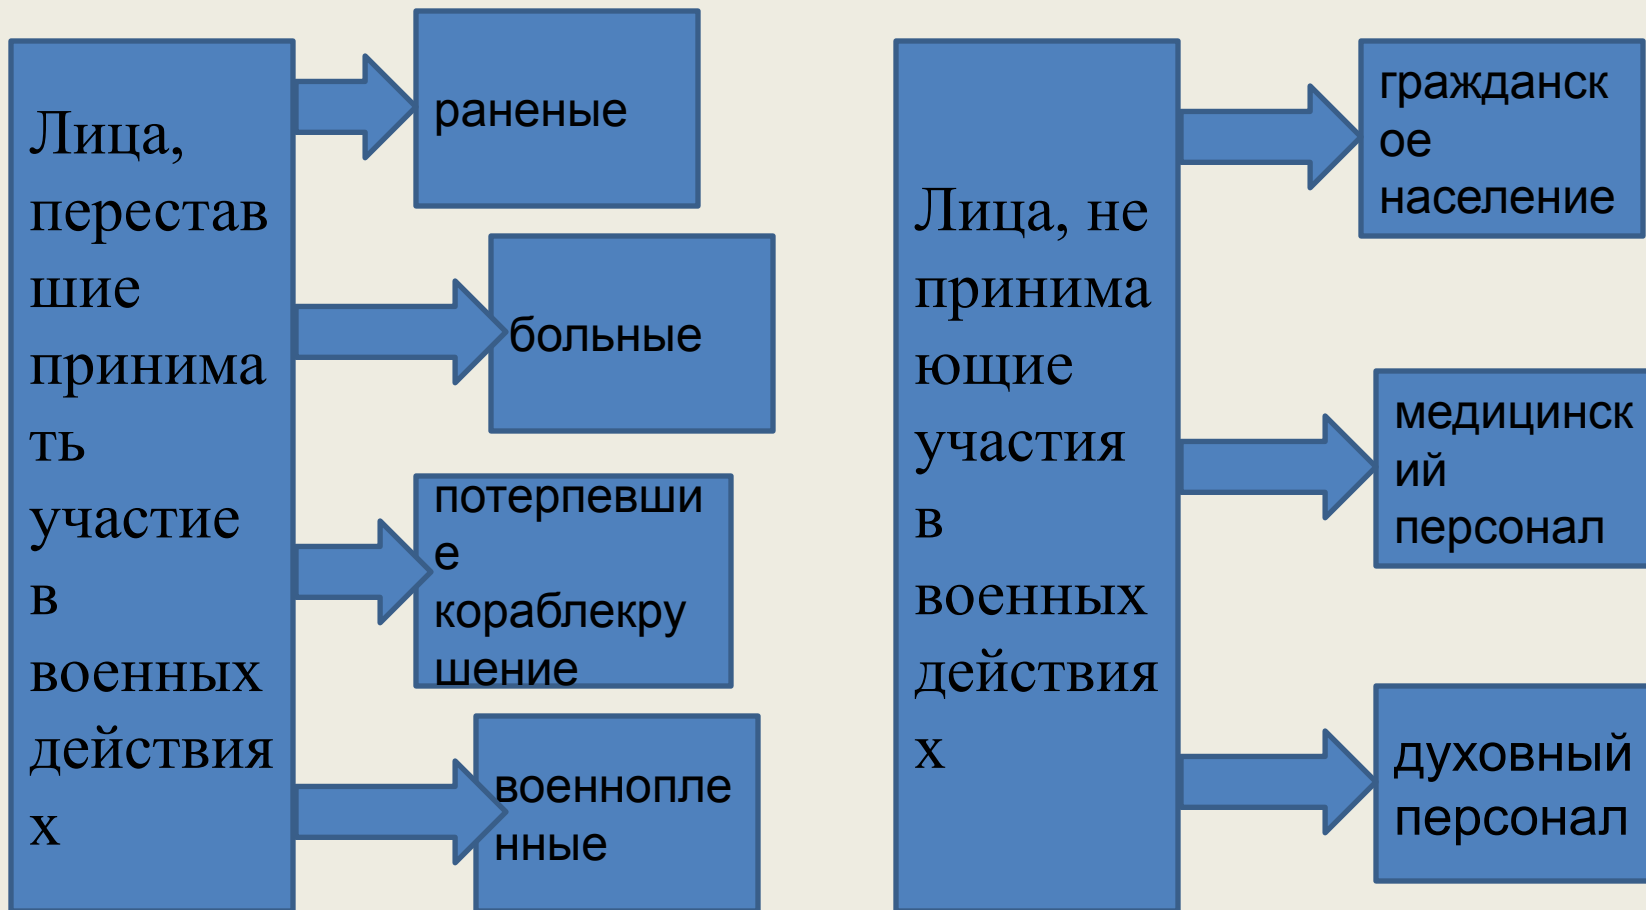 Лица,
перестав
шие
принима
ть
участие
в
военных
действия
х
раненые
больные
потерпевши
е
кораблекру
шение
военнопле
нные
Лица, не
принима
ющие
участия
в
военных
действия
х
гражданск
ое
население
медицинск
ий
персонал
духовный
персонал